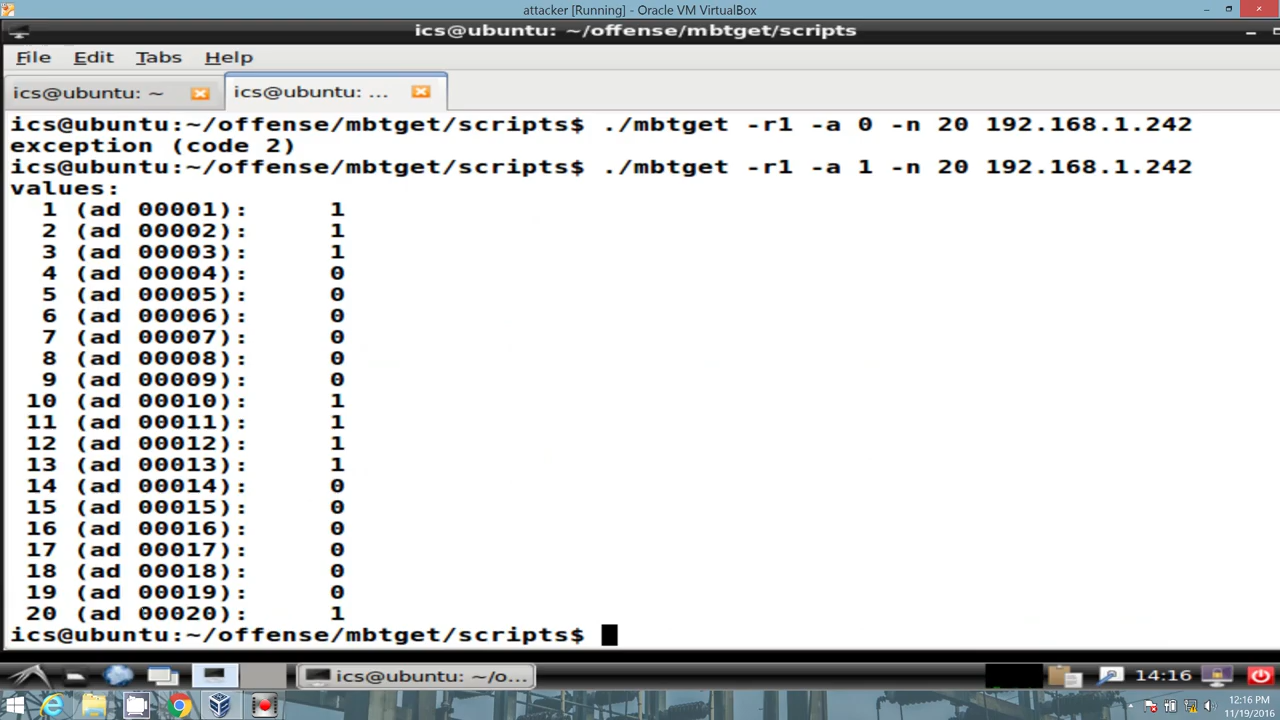 attacker [Running] - Oracle VM VirtualBox
ics@ubuntu: ~/offense/mbtget/scripts
File Edit Tabs Help
ics@ubuntu: ~ ics@ubuntu: ...
ics@ubuntu:~/offense/mbtget/scripts$ ./mbtget -r1 -a 0 -n 20 192.168.1.242
exception (code 2)
ics@ubuntu:~/offense/mbtget/scripts$ ./mbtget -r1 -a 1 -n 20 192.168.1.242
values:
1 (ad 00001): 1
2 (ad 00002): 1
3 (ad 00003): 1
4 (ad 00004): 0
5 (ad 00005): 0
6 (ad 00006): 0
7 (ad 00007): 0
8 (ad 00008): 0
9 (ad 00009): 0
10 (ad 00010): 1
11 (ad 00011): 1
12 (ad 00012): 1
13 (ad 00013): 1
14 (ad 00014): 0
15 (ad 00015): 0
16 (ad 00016): 0
17 (ad 00017): 0
18 (ad 00018): 0
19 (ad 00019): 0
20 (ad 00020): 1
ics@ubuntu:~/offense/mbtget/scripts$
ics@ubuntu: ~/o... 14:16
12:16 PM
11/19/2016